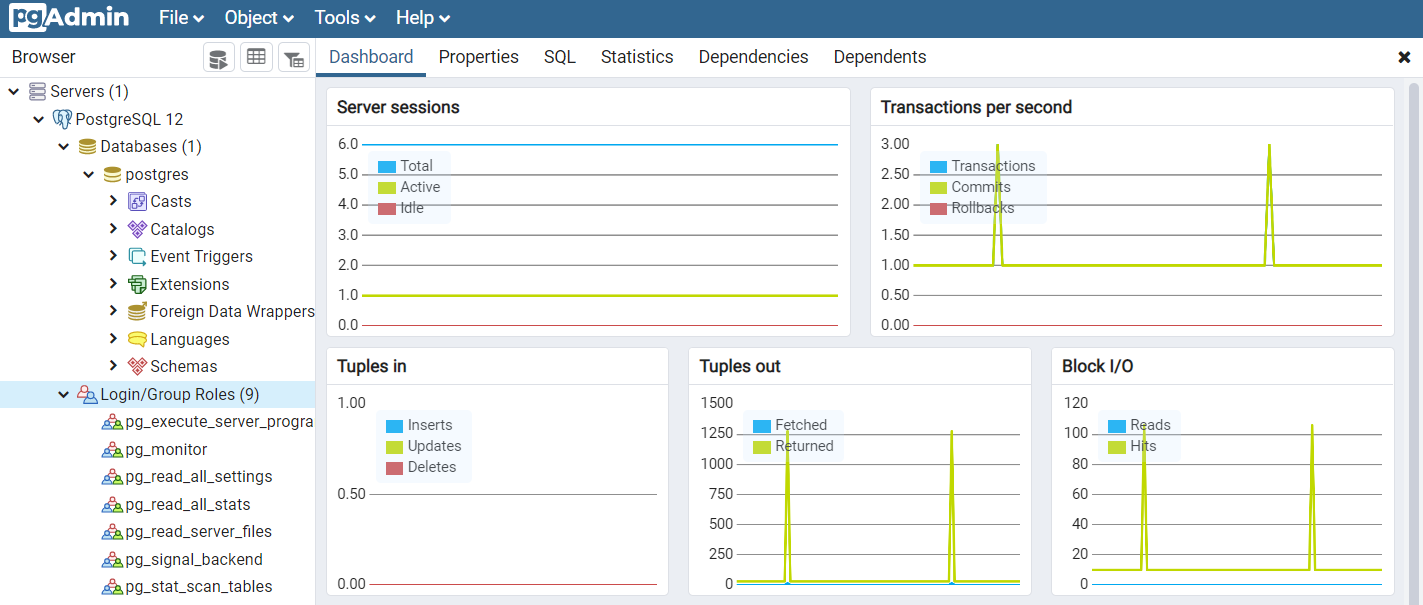 pgAdmin File Object Tools Help
Browser
Dashboard Properties SQL Statistics Dependencies Dependents
Servers (1)
PostgreSQL 12
Databases (1)
postgres
Casts
Catalogs
Event Triggers
Extensions
Foreign Data Wrappers
Languages
Schemas
Login/Group Roles (9)
pg_execute_server_progra
pg_monitor
pg_read_all_settings
pg_read_all_stats
pg_read_server_files
pg_signal_backend
pg_stat_scan_tables
Server sessions
6.0
5.0
4.0
3.0
2.0
1.0
0.0
Total
Active
Idle
Transactions per second
3.00
2.50
2.00
1.50
1.00
0.50
0.00
Transactions
Commits
Rollbacks
Tuples in
1.00
0.50
0.00
Inserts
Updates
Deletes
Tuples out
1500
1250
1000
750
500
250
0
Fetched
Returned
Block I/O
120
100
80
60
40
20
0
Reads
Hits